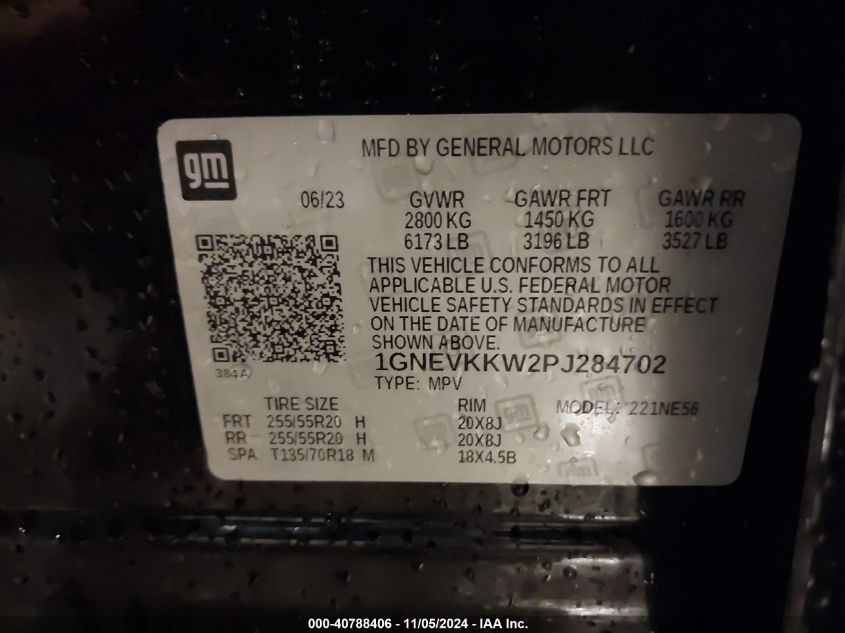 gm
MFD BY GENERAL MOTORS LLC
06/23 GVWR GAWR FRT GAWR RR
2800 KG 1450 KG 1600 KG
6173 LB 3196 LB 3527 LB
THIS VEHICLE CONFORMS TO ALL
APPLICABLE U.S. FEDERAL MOTOR
VEHICLE SAFETY STANDARDS IN EFFECT
ON THE DATE OF MANUFACTURE
SHOWN ABOVE.
384A
1GNEVKKW2PJ284702
TYPE: MPV
TIRE SIZE RIM MODEL: 221NE56
FRT 255/55R20 H 20X8J
RR 255/55R20 H 20X8J
SPA T135/70R18 M 18X4.5B
000-40788406 - 11/05/2024 - IAA Inc.